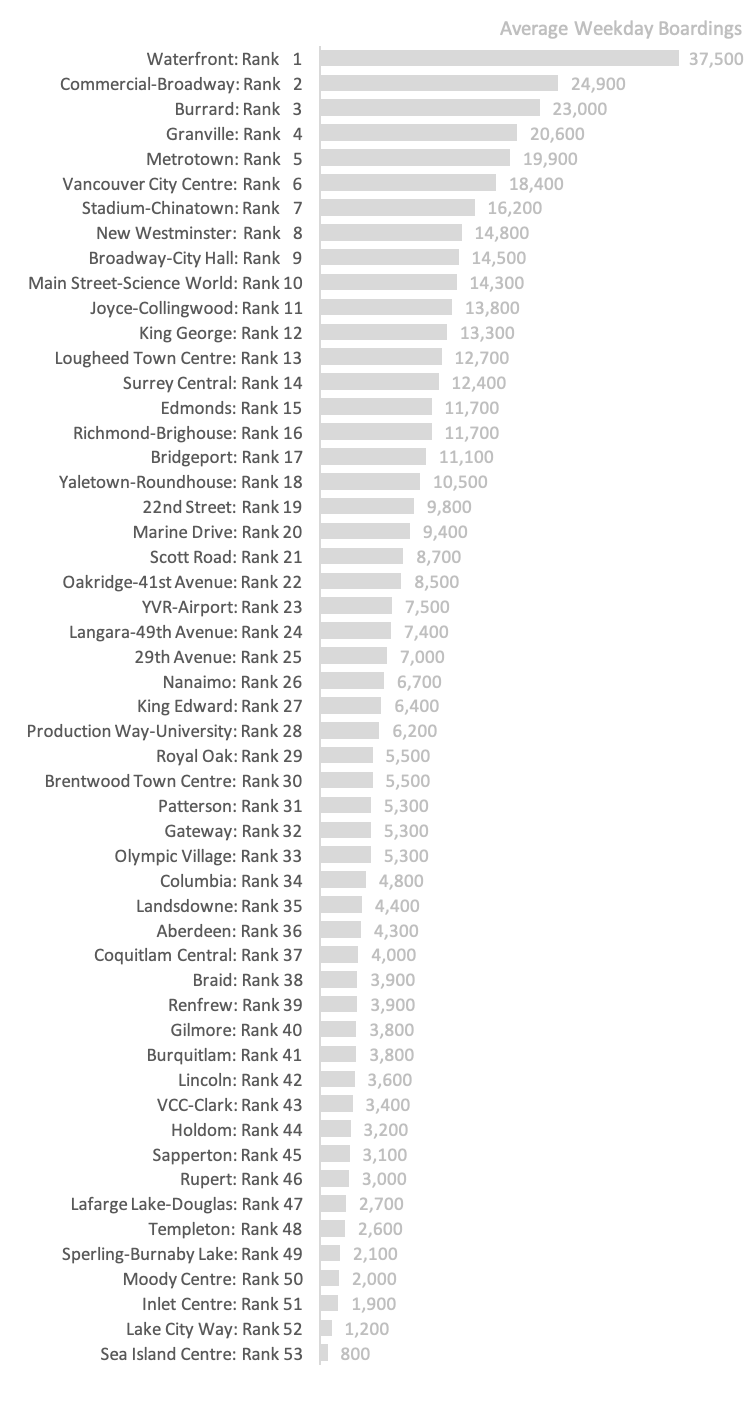 Average Weekday Boardings
Waterfront: Rank 1 37,500
Commercial-Broadway: Rank 2 24,900
Burrard: Rank 3 23,000
Granville: Rank 4 20,600
Metrotown: Rank 5 19,900
Vancouver City Centre: Rank 6 18,400
Stadium-Chinatown: Rank 7 16,200
New Westminster: Rank 8 14,800
Broadway-City Hall: Rank 9 14,500
Main Street-Science World: Rank 10 14,300
Joyce-Collingwood: Rank 11 13,800
King George: Rank 12 13,300
Lougheed Town Centre: Rank 13 12,700
Surrey Central: Rank 14 12,400
Edmonds: Rank 15 11,700
Richmond-Brighouse: Rank 16 11,700
Bridgeport: Rank 17 11,100
Yaletown-Roundhouse: Rank 18 10,500
22nd Street: Rank 19 9,800
Marine Drive: Rank 20 9,400
Scott Road: Rank 21 8,700
Oakridge-41st Avenue: Rank 22 8,500
YVR-Airport: Rank 23 7,500
Langara-49th Avenue: Rank 24 7,400
29th Avenue: Rank 25 7,000
Nanaimo: Rank 26 6,700
King Edward: Rank 27 6,400
Production Way-University: Rank 28 6,200
Royal Oak: Rank 29 5,500
Brentwood Town Centre: Rank 30 5,500
Patterson: Rank 31 5,300
Gateway: Rank 32 5,300
Olympic Village: Rank 33 5,300
Columbia: Rank 34 4,800
Landsdowne: Rank 35 4,400
Aberdeen: Rank 36 4,300
Coquitlam Central: Rank 37 4,000
Braid: Rank 38 3,900
Renfrew: Rank 39 3,900
Gilmore: Rank 40 3,800
Burquitlam: Rank 41 3,800
Lincoln: Rank 42 3,600
VCC-Clark: Rank 43 3,400
Holdom: Rank 44 3,200
Sapperton: Rank 45 3,100
Rupert: Rank 46 3,000
Lafarge Lake-Douglas: Rank 47 2,700
Templeton: Rank 48 2,600
Sperling-Burnaby Lake: Rank 49 2,100
Moody Centre: Rank 50 2,000
Inlet Centre: Rank 51 1,900
Lake City Way: Rank 52 1,200
Sea Island Centre: Rank 53 800